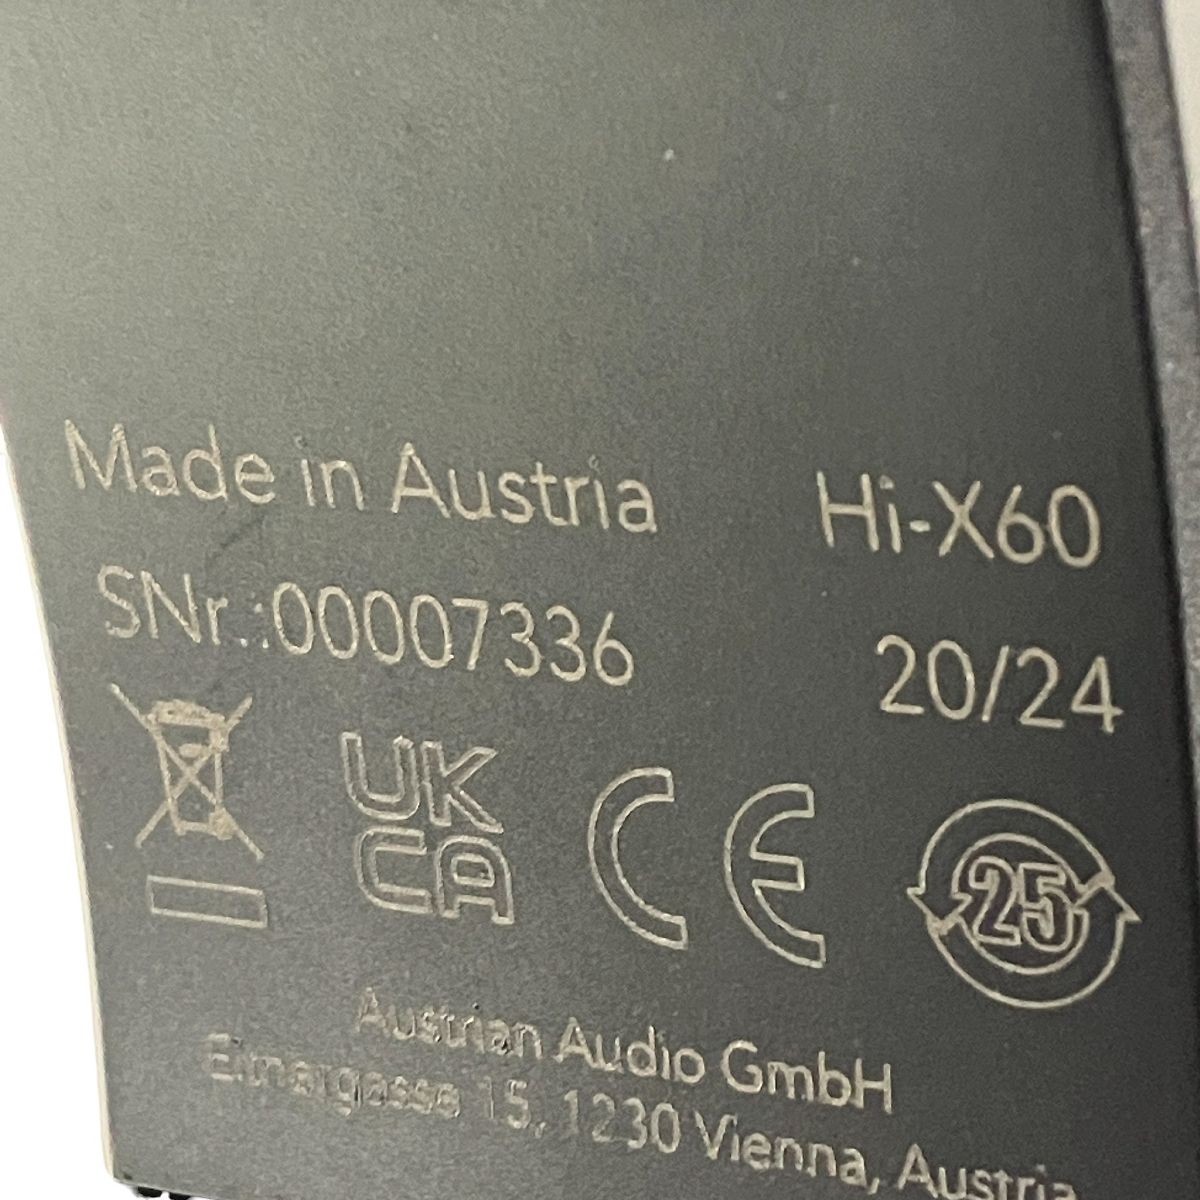 Made in Austria Hi-X60
SNr.:00007336 20/24
UK
CA CE 25
Austrian Audio GmbH
Eitnergasse 15, 1230 Vienna, Austria